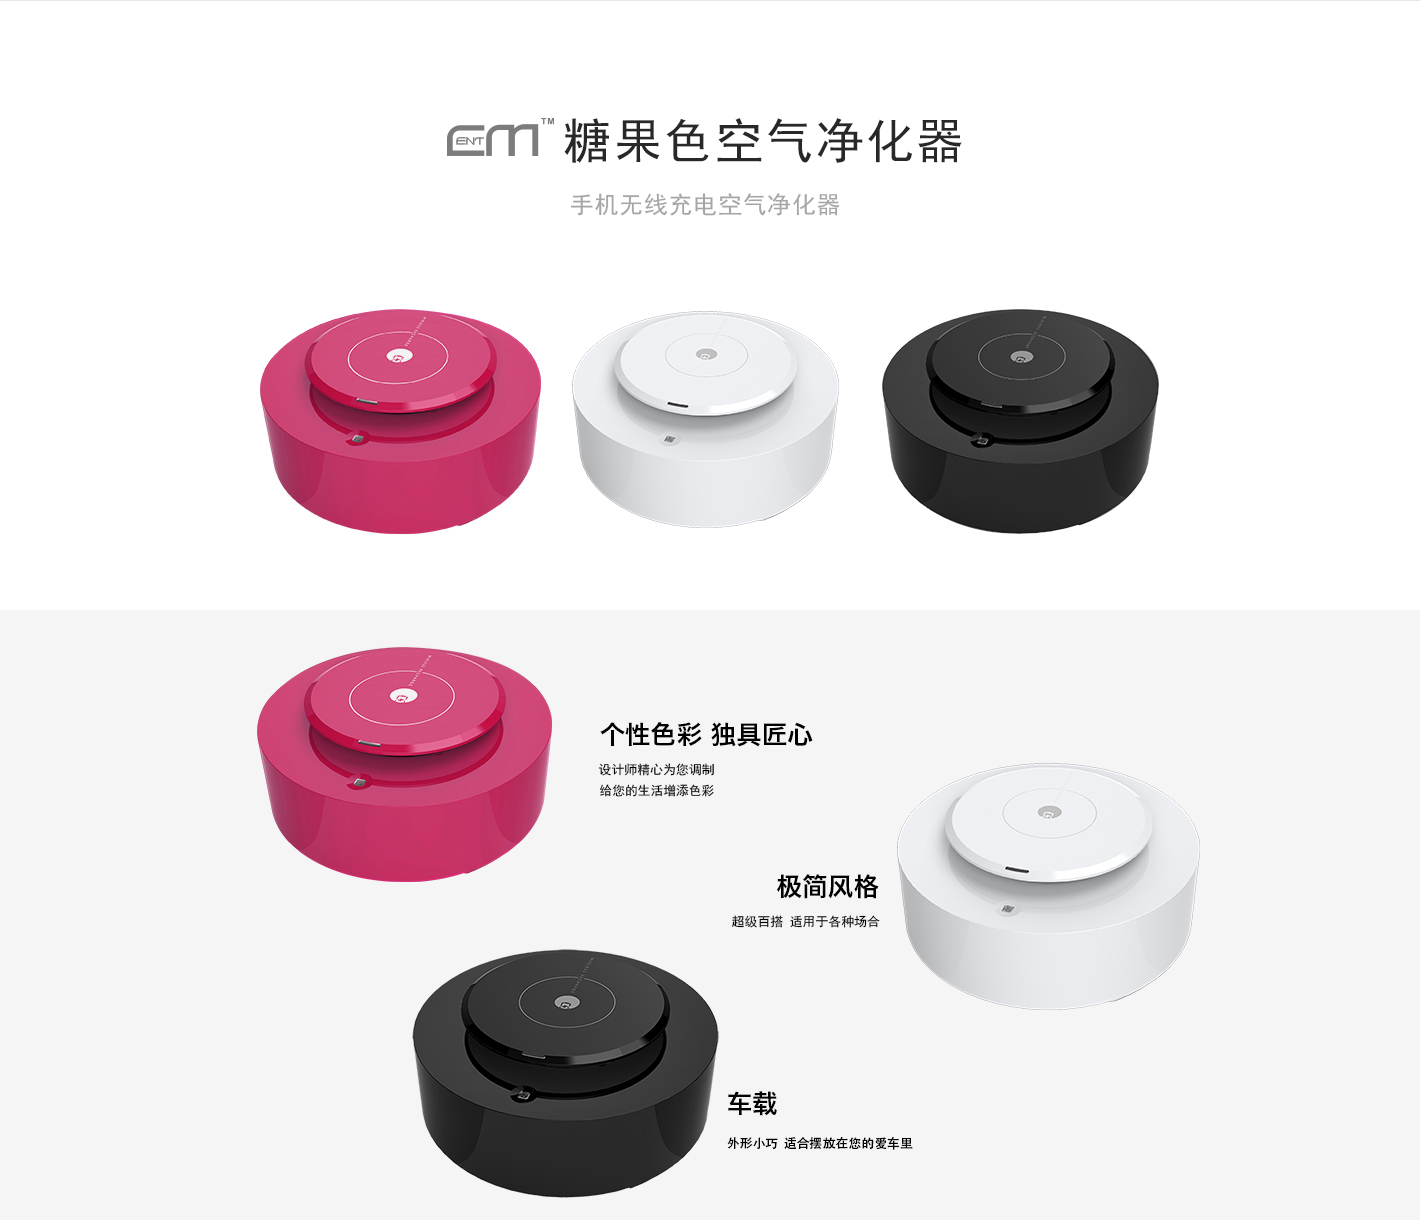 EM ENT™ 糖果色空气净化器
手机无线充电空气净化器
个性色彩 独具匠心
设计师精心为您调制
给您的生活增添色彩
极简风格
超级百搭 适用于各种场合
车载
外形小巧 适合摆放在您的爱车里